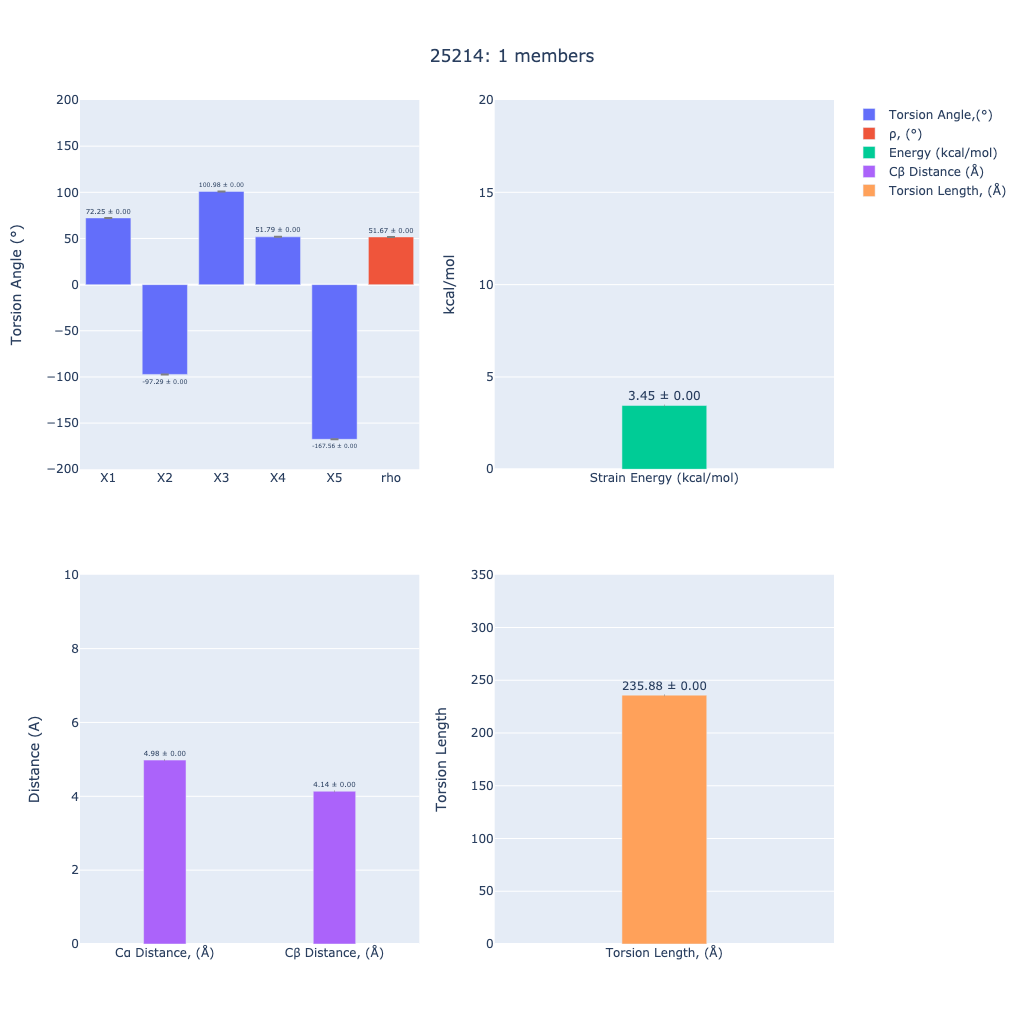 25214: 1 members
Torsion Angle (°)
200
150
100
50
0
−50
−100
−150
−200
72.25 ± 0.00
-97.29 ± 0.00
100.98 ± 0.00
51.79 ± 0.00
-167.56 ± 0.00
51.67 ± 0.00
X1 X2 X3 X4 X5 rho
kcal/mol
20
15
10
5
0
3.45 ± 0.00
Strain Energy (kcal/mol)
Torsion Angle,(°)
ρ, (°)
Energy (kcal/mol)
Cβ Distance (Å)
Torsion Length, (Å)
Distance (A)
10
8
6
4
2
0
4.98 ± 0.00
4.14 ± 0.00
Cα Distance, (Å) Cβ Distance, (Å)
Torsion Length
350
300
250
200
150
100
50
0
235.88 ± 0.00
Torsion Length, (Å)